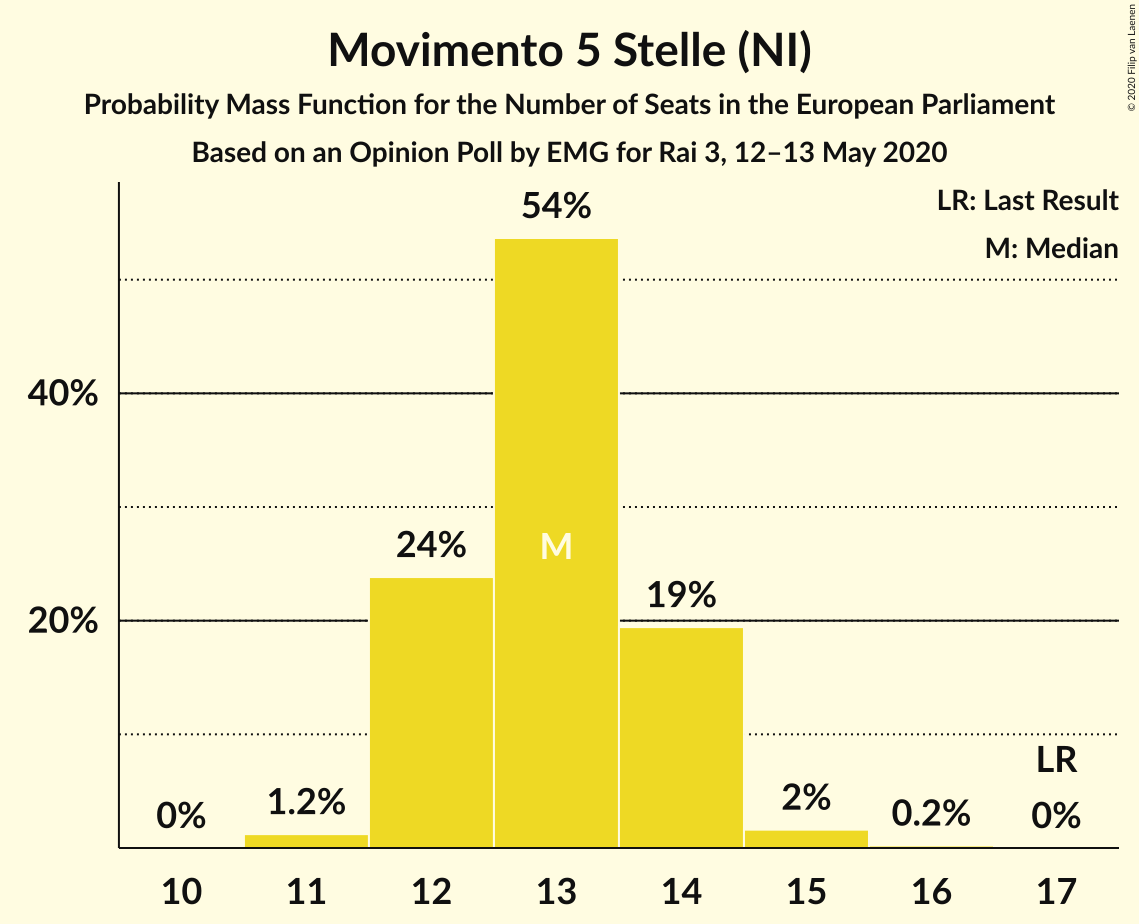 Movimento 5 Stelle (NI)
Probability Mass Function for the Number of Seats in the European Parliament
Based on an Opinion Poll by EMG for Rai 3, 12–13 May 2020
© 2020 Filip van Laenen
LR: Last Result
M: Median
54%
40%
24%
M
19%
20%
LR
0%
1.2%
2%
0.2%
0%
10 11 12 13 14 15 16 17